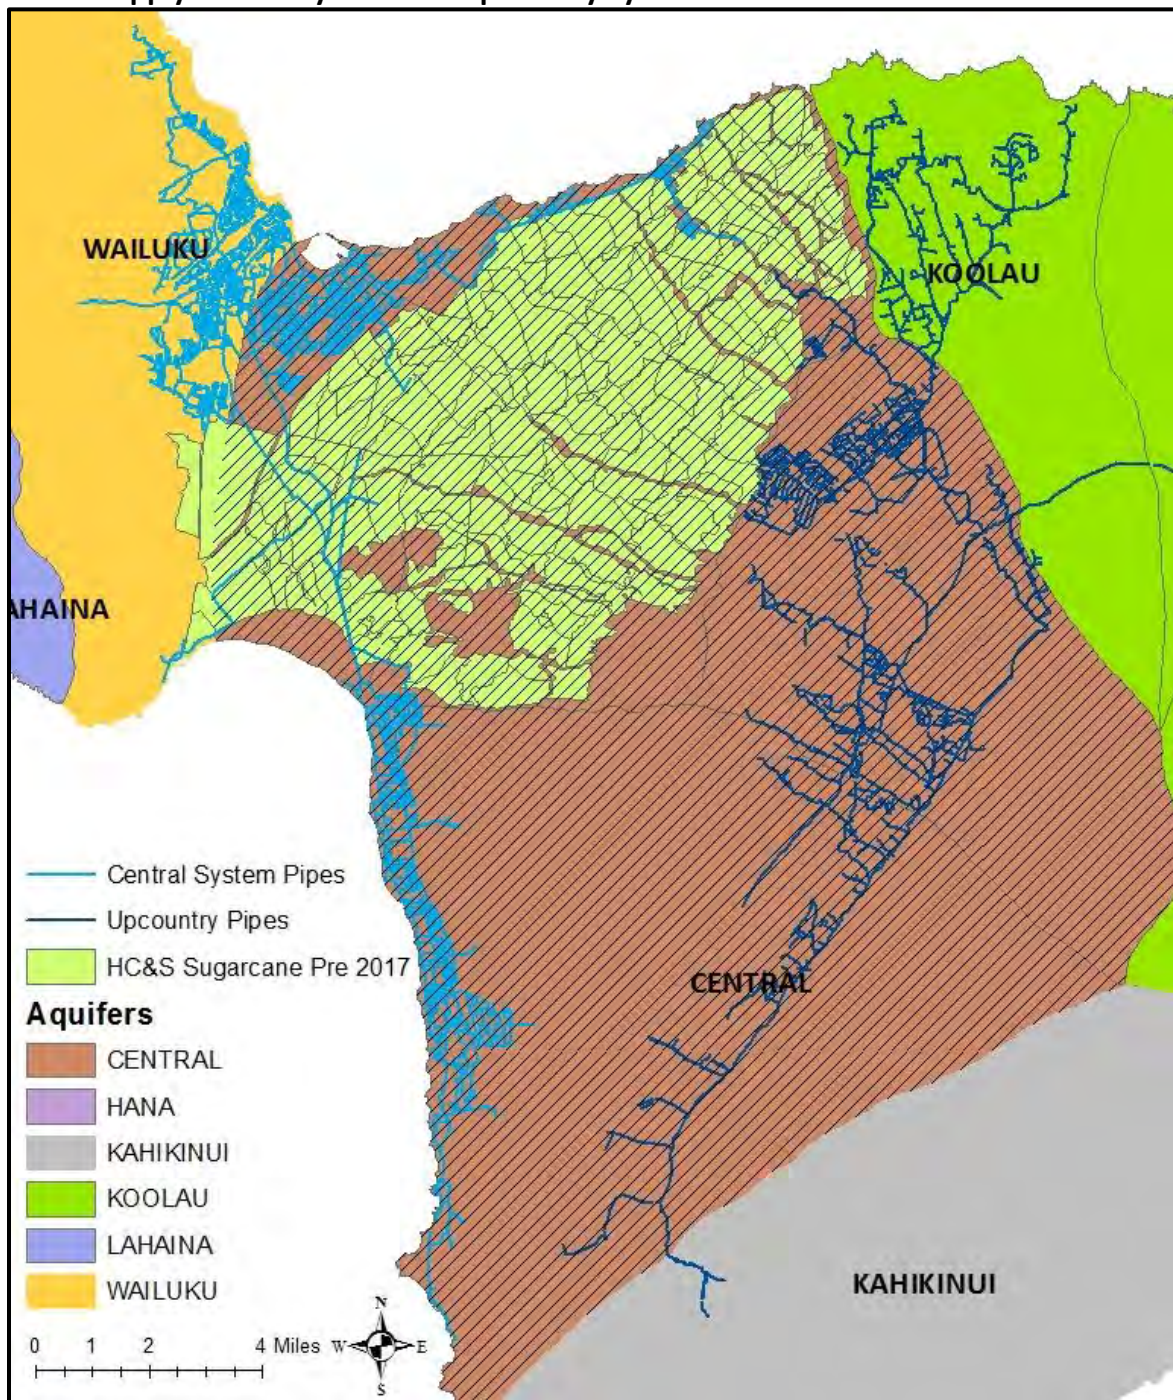 WAILUKU
KOOLAU
AHAINA
CENTRAL
KAHIKINUI
Central System Pipes
Upcountry Pipes
HC&S Sugarcane Pre 2017
Aquifers
CENTRAL
HANA
KAHIKINUI
KOOLAU
LAHAINA
WAILUKU
0 1 2 4 Miles
N
W E
S